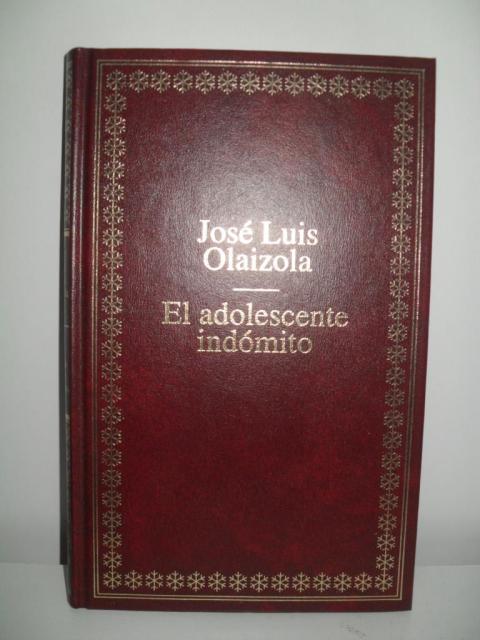 José Luis
Olaizola
El adolescente
indómito